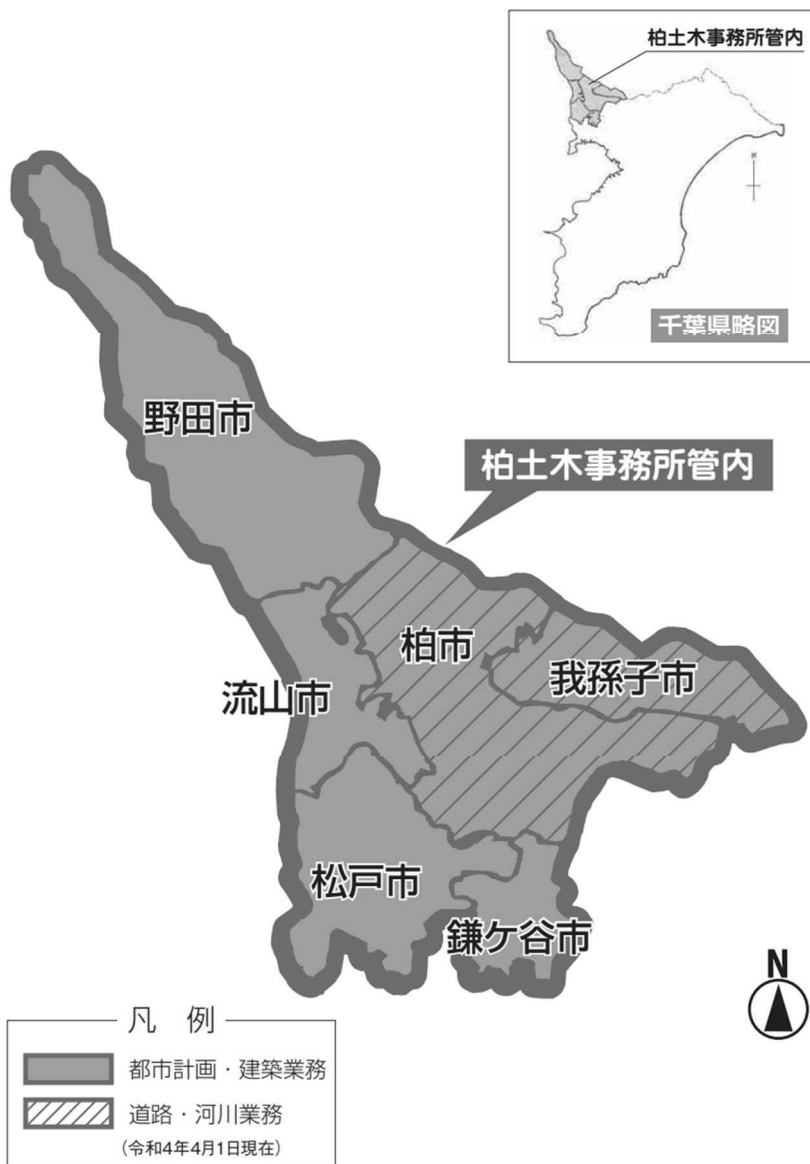 柏土木事務所管内
N
千葉県略図
野田市
柏土木事務所管内
柏市
我孫子市
流山市
松戸市
鎌ケ谷市
N
凡 例
都市計画・建築業務
道路・河川業務
(令和4年4月1日現在)